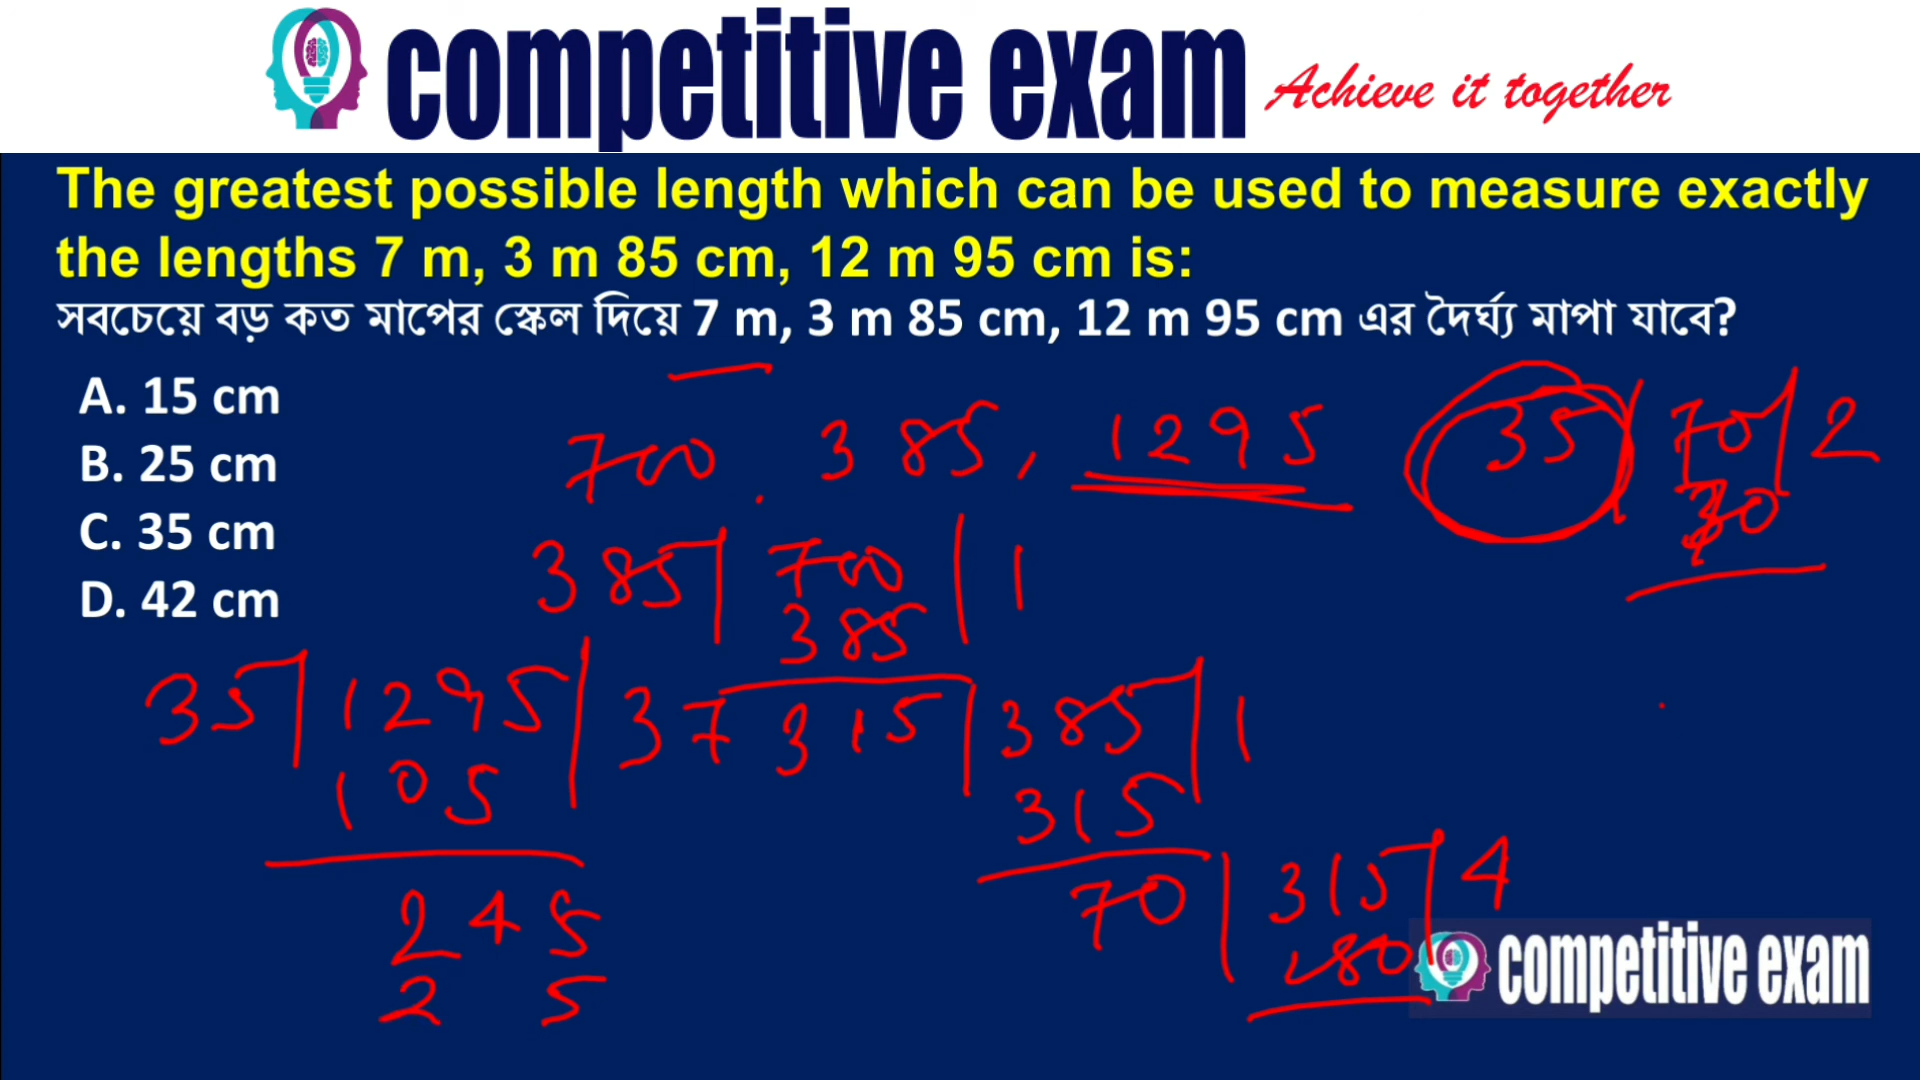 competitive exam Achieve it together
The greatest possible length which can be used to measure exactly
the lengths 7 m, 3 m 85 cm, 12 m 95 cm is:
সবচেয়ে বড় কত মাপের স্কেল দিয়ে 7 m, 3 m 85 cm, 12 m 95 cm এর দৈর্ঘ্য মাপা যাবে?
A. 15 cm
B. 25 cm
C. 35 cm
D. 42 cm
700, 385, 1295
35 70 2
385 700 1
385
35 1295 37
315 385 1
105
315
70 315 4
280
245
2 5
competitive exam